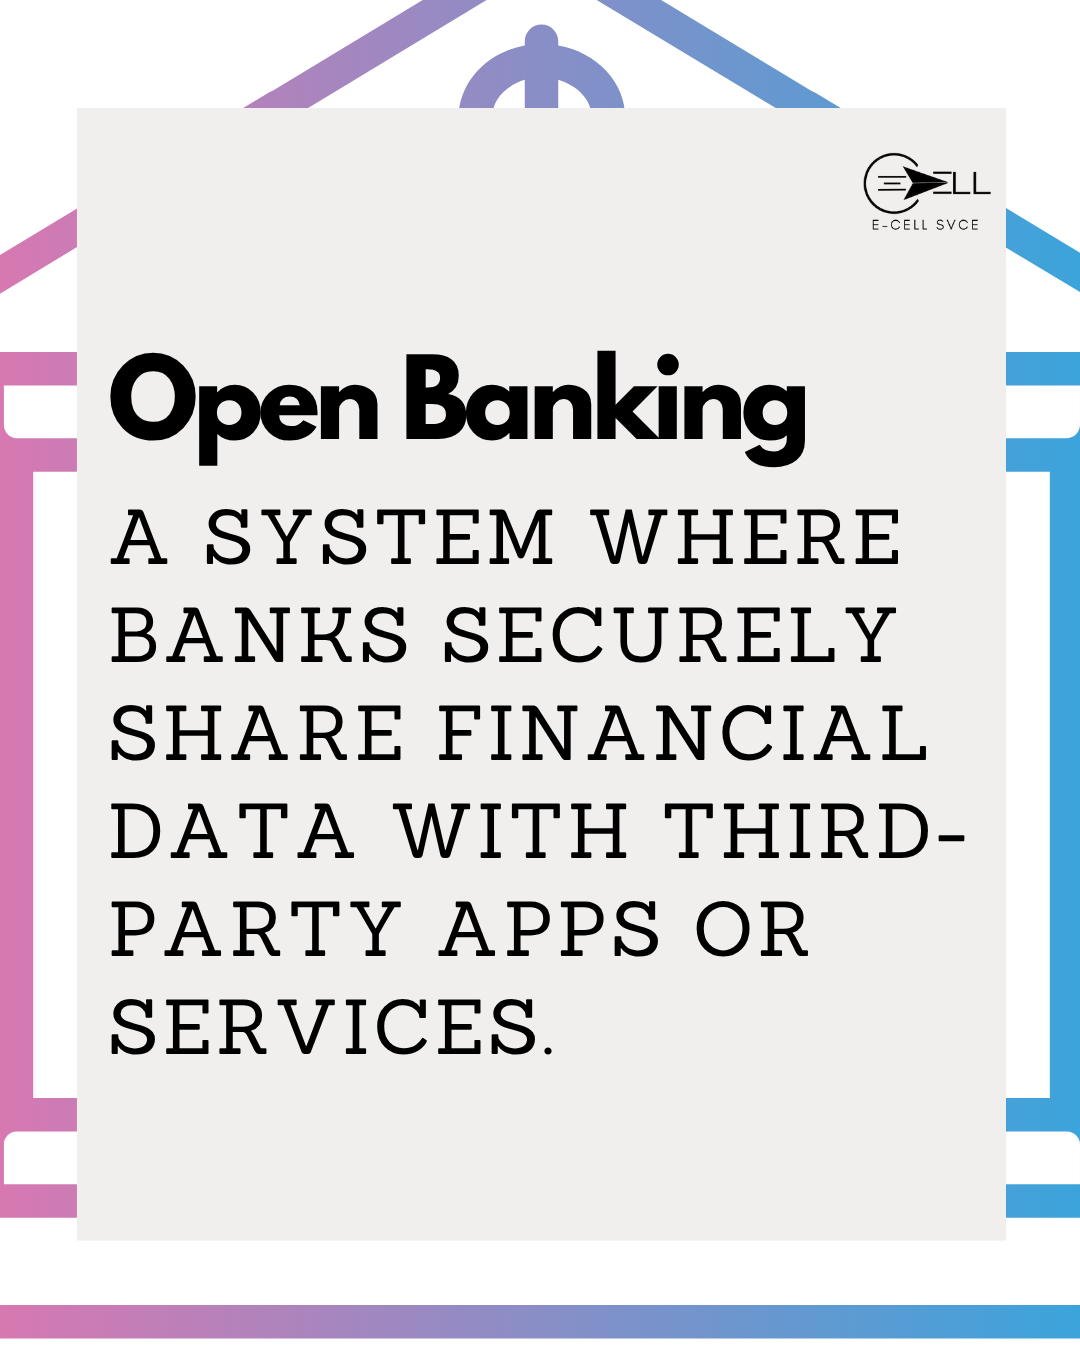 ELL
E-CELL SVCE
Open Banking
A SYSTEM WHERE
BANKS SECURELY
SHARE FINANCIAL
DATA WITH THIRD-
PARTY APPS OR
SERVICES.